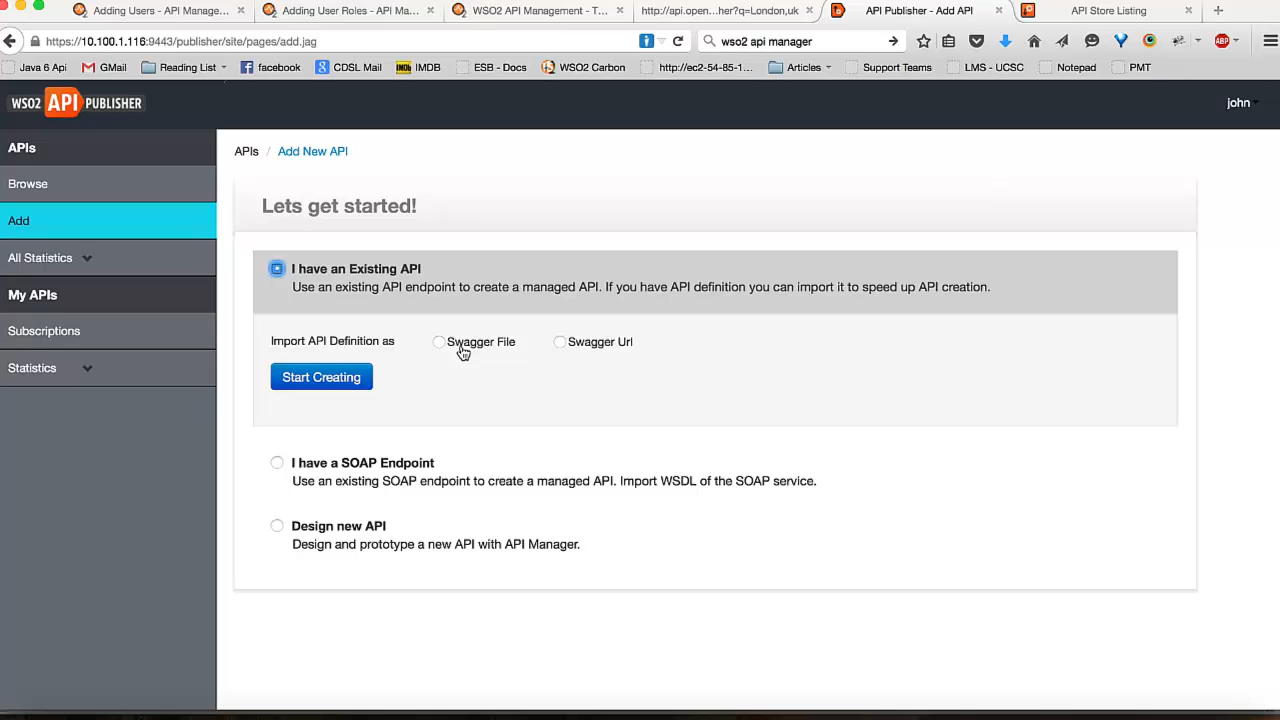 Adding Users - API Manage...
Adding User Roles - API Ma...
WSO2 API Management - T...
http://api.open...her?q=London,uk
API Publisher - Add API
API Store Listing
https://10.100.1.116:9443/publisher/site/pages/add.jag
wso2 api manager
ABP
Java 6 Api
GMail
Reading List
facebook
CDSL Mail
IMDB
ESB - Docs
WSO2 Carbon
http://ec2-54-85-1...
Articles
Support Teams
LMS - UCSC
Notepad
PMT
WSO2 API PUBLISHER
john
APIs
Browse
Add
All Statistics
My APIs
Subscriptions
Statistics
APIs / Add New API
Lets get started!
I have an Existing API
Use an existing API endpoint to create a managed API. If you have API definition you can import it to speed up API creation.
Import API Definition as
Swagger File
Swagger Url
Start Creating
I have a SOAP Endpoint
Use an existing SOAP endpoint to create a managed API. Import WSDL of the SOAP service.
Design new API
Design and prototype a new API with API Manager.